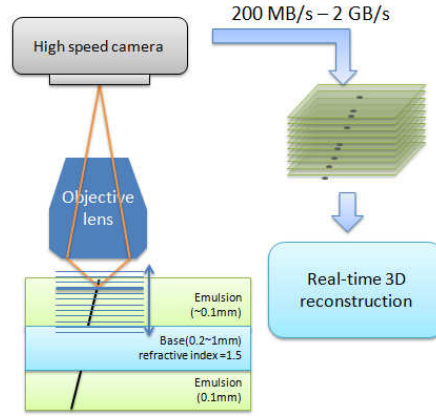 200 MB/s – 2 GB/s
High speed camera
Objective
lens
Real-time 3D
reconstruction
Emulsion
(~0.1mm)
Base(0.2~1mm)
refractive index=1.5
Emulsion
(0.1mm)